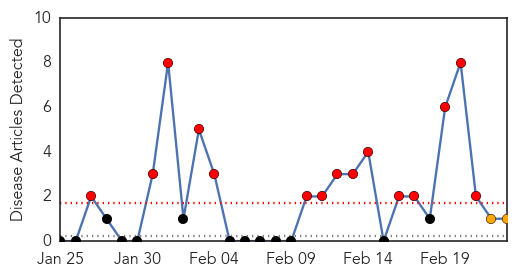 10
8
6
4
2
0
Disease Articles Detected
Jan 25
Jan 30
Feb 04
Feb 09
Feb 14
Feb 19